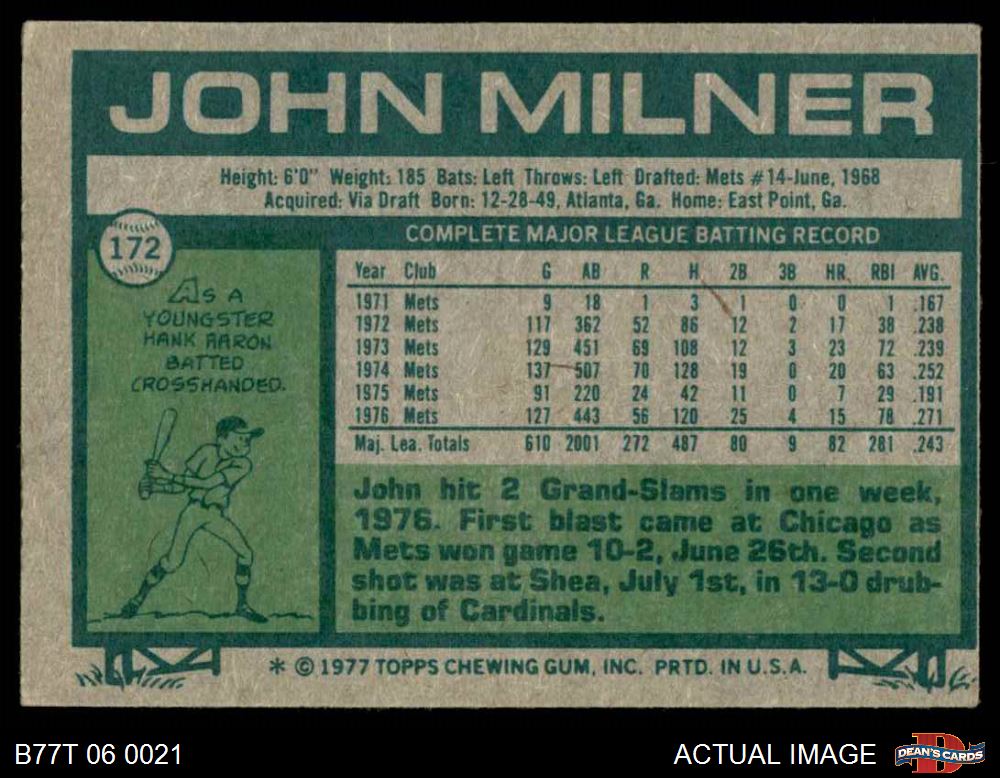 JOHN MILNER
Height: 6'0" Weight: 185 Bats: Left Throws: Left Drafted: Mets #14-June, 1968
Acquired: Via Draft Born: 12-28-49, Atlanta, Ga. Home: East Point, Ga.
172
As a
youngster
Hank Aaron
batted
crosshanded.
COMPLETE MAJOR LEAGUE BATTING RECORD
Year Club G AB R H 2B 3B HR RBI AVG.
1971 Mets 9 18 1 3 1 0 0 1 .167
1972 Mets 117 362 52 86 12 2 17 38 .238
1973 Mets 129 451 69 108 12 3 23 72 .239
1974 Mets 137 507 70 128 19 0 20 63 .252
1975 Mets 91 220 24 42 11 0 7 29 .191
1976 Mets 127 443 56 120 25 4 15 78 .271
Maj. Lea. Totals 610 2001 272 487 80 9 82 281 .243
John hit 2 Grand-Slams in one week,
1976. First blast came at Chicago as
Mets won game 10-2, June 26th. Second
shot was at Shea, July 1st, in 13-0 drub-
bing of Cardinals.
* © 1977 TOPPS CHEWING GUM, INC. PRTD. IN U.S.A.
B77T 06 0021
ACTUAL IMAGE
D
DEAN'S CARDS